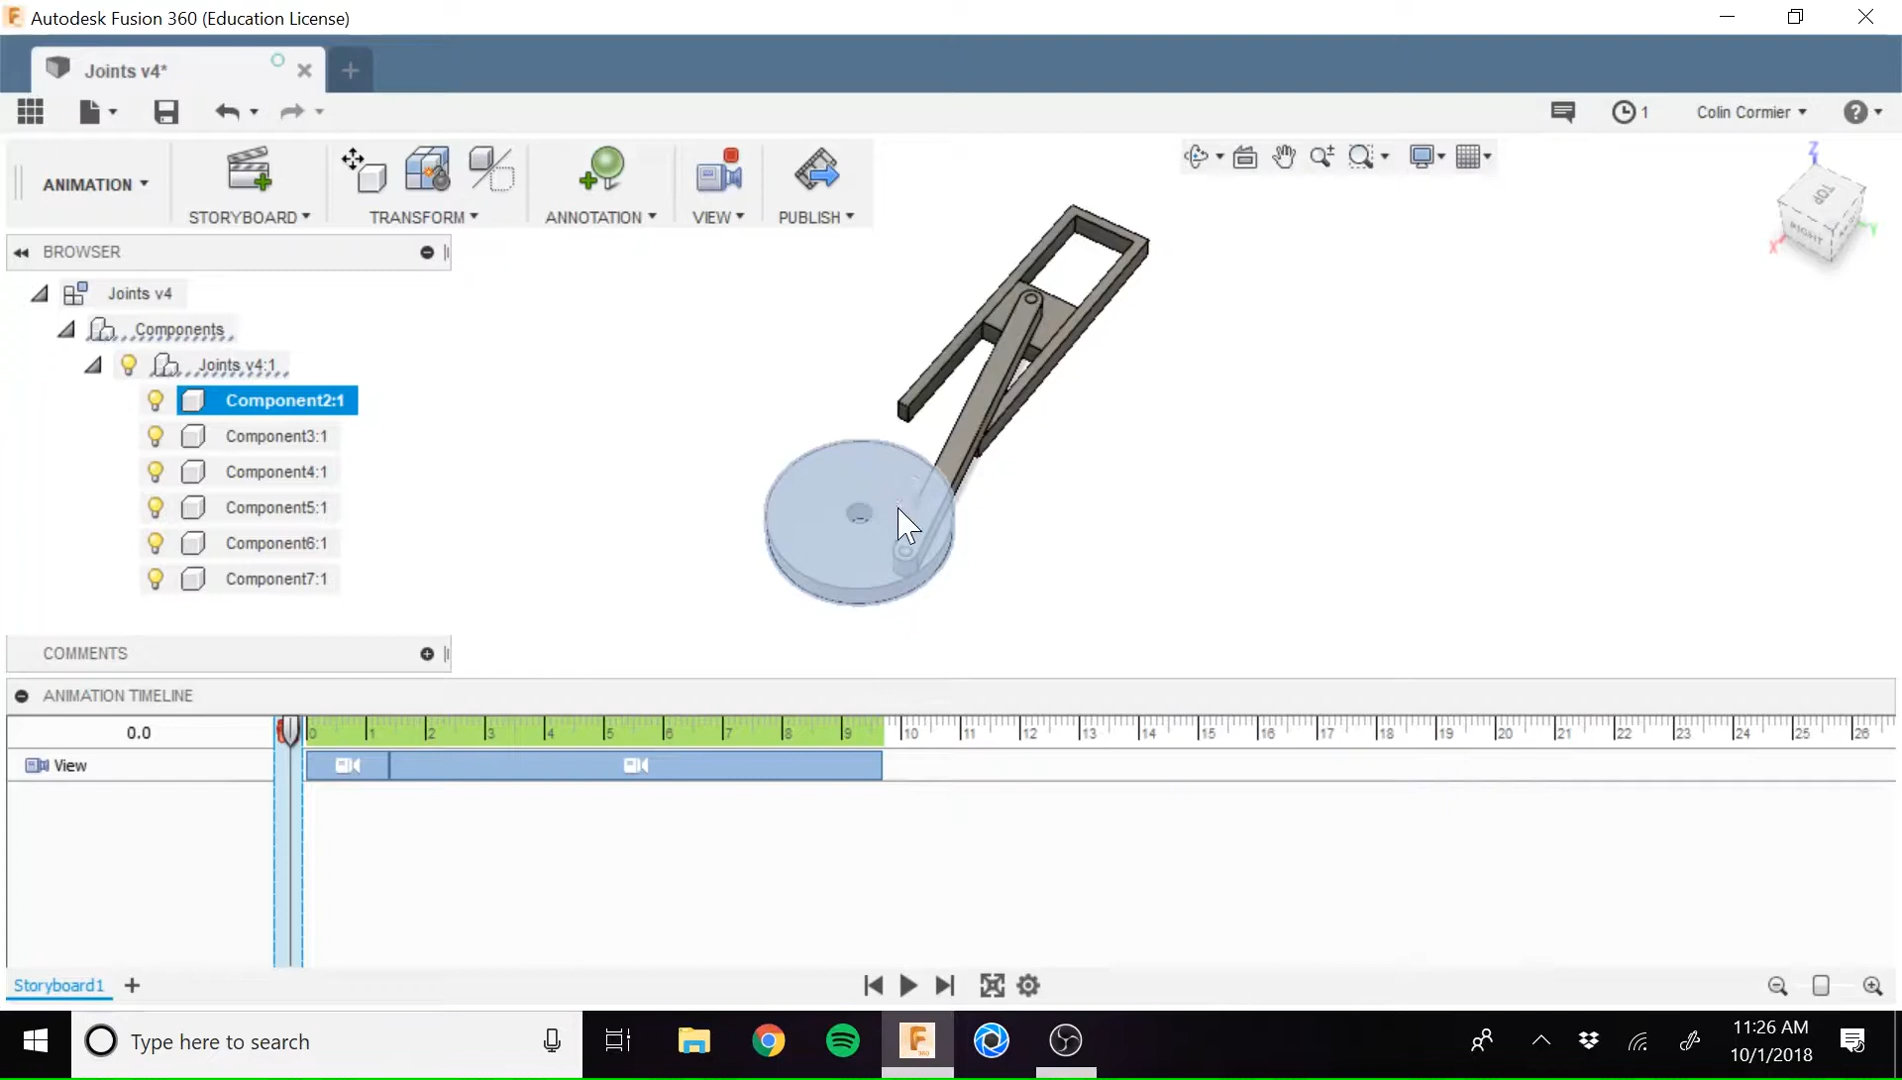 Autodesk Fusion 360 (Education License)
Joints v4*
1
Colin Cormier
ANIMATION
STORYBOARD
TRANSFORM
ANNOTATION
VIEW
PUBLISH
Z
TOP
RIGHT
X
Y
BROWSER
Joints v4
Components
Joints v4:1
Component2:1
Component3:1
Component4:1
Component5:1
Component6:1
Component7:1
COMMENTS
ANIMATION TIMELINE
0.0
0 1 2 3 4 5 6 7 8 9 10 11 12 13 14 15 16 17 18 19 20 21 22 23 24 25 26
View
Storyboard1
Type here to search
F
360
11:26 AM
10/1/2018